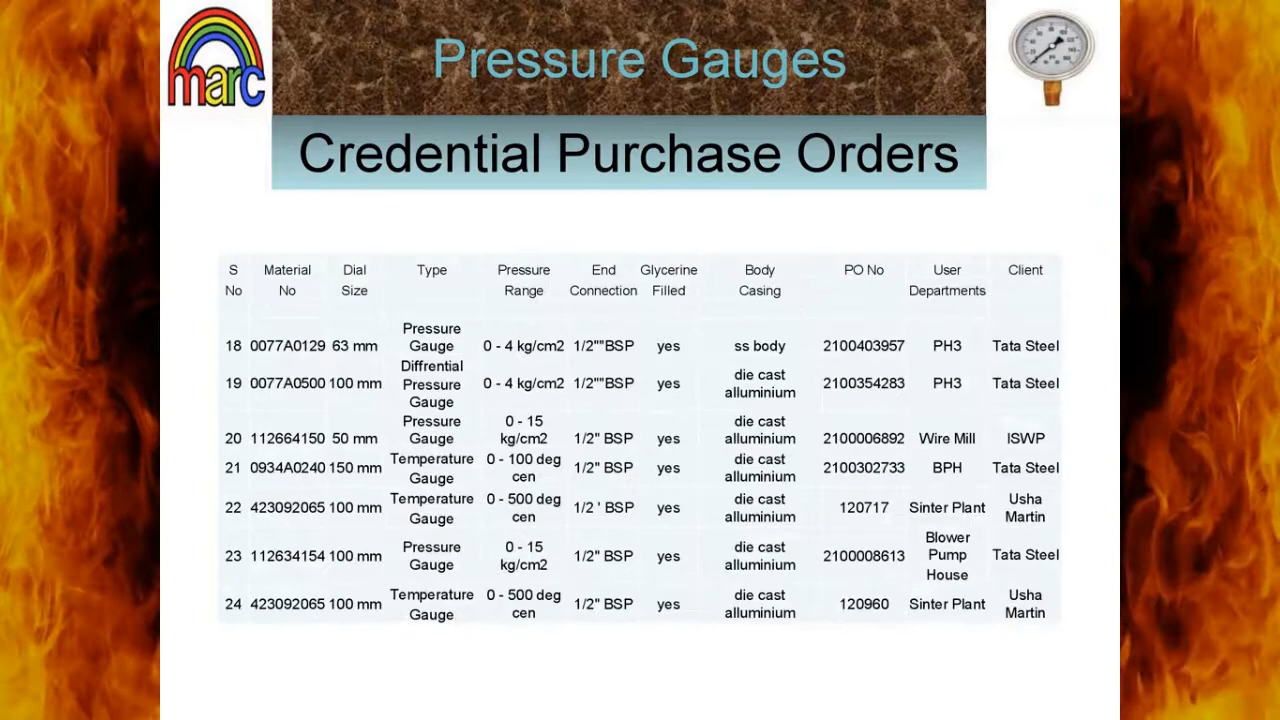 marc
Pressure Gauges
Credential Purchase Orders
S No Material No Dial Size Type Pressure Range End Connection Glycerine Filled Body Casing PO No User Departments Client
18 0077A0129 63 mm Pressure Gauge 0 - 4 kg/cm2 1/2""BSP yes ss body 2100403957 PH3 Tata Steel
19 0077A0500 100 mm Diffrential Pressure Gauge 0 - 4 kg/cm2 1/2""BSP yes die cast alluminium 2100354283 PH3 Tata Steel
20 112664150 50 mm Pressure Gauge 0 - 15 kg/cm2 1/2" BSP yes die cast alluminium 2100006892 Wire Mill ISWP
21 0934A0240 150 mm Temperature Gauge 0 - 100 deg cen 1/2" BSP yes die cast alluminium 2100302733 BPH Tata Steel
22 423092065 100 mm Temperature Gauge 0 - 500 deg cen 1/2 ' BSP yes die cast alluminium 120717 Sinter Plant Usha Martin
23 112634154 100 mm Pressure Gauge 0 - 15 kg/cm2 1/2" BSP yes die cast alluminium 2100008613 Blower Pump House Tata Steel
24 423092065 100 mm Temperature Gauge 0 - 500 deg cen 1/2" BSP yes die cast alluminium 120960 Sinter Plant Usha Martin